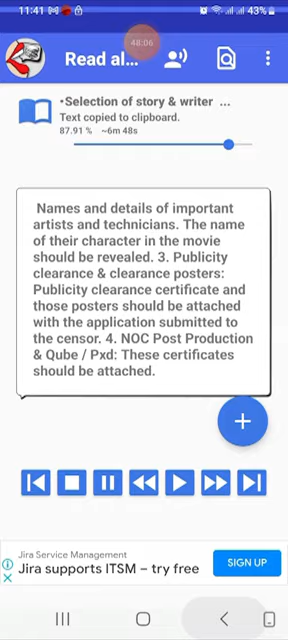 11:41 43%
48:06
Read al...
•Selection of story & writer ...
Text copied to clipboard.
87.91 % ~6m 48s
Names and details of important
artists and technicians. The name
of their character in the movie
should be revealed. 3. Publicity
clearance & clearance posters:
Publicity clearance certificate and
those posters should be attached
with the application submitted to
the censor. 4. NOC Post Production
& Qube / Pxd: These certificates
should be attached.
Jira Service Management
Jira supports ITSM – try free
SIGN UP